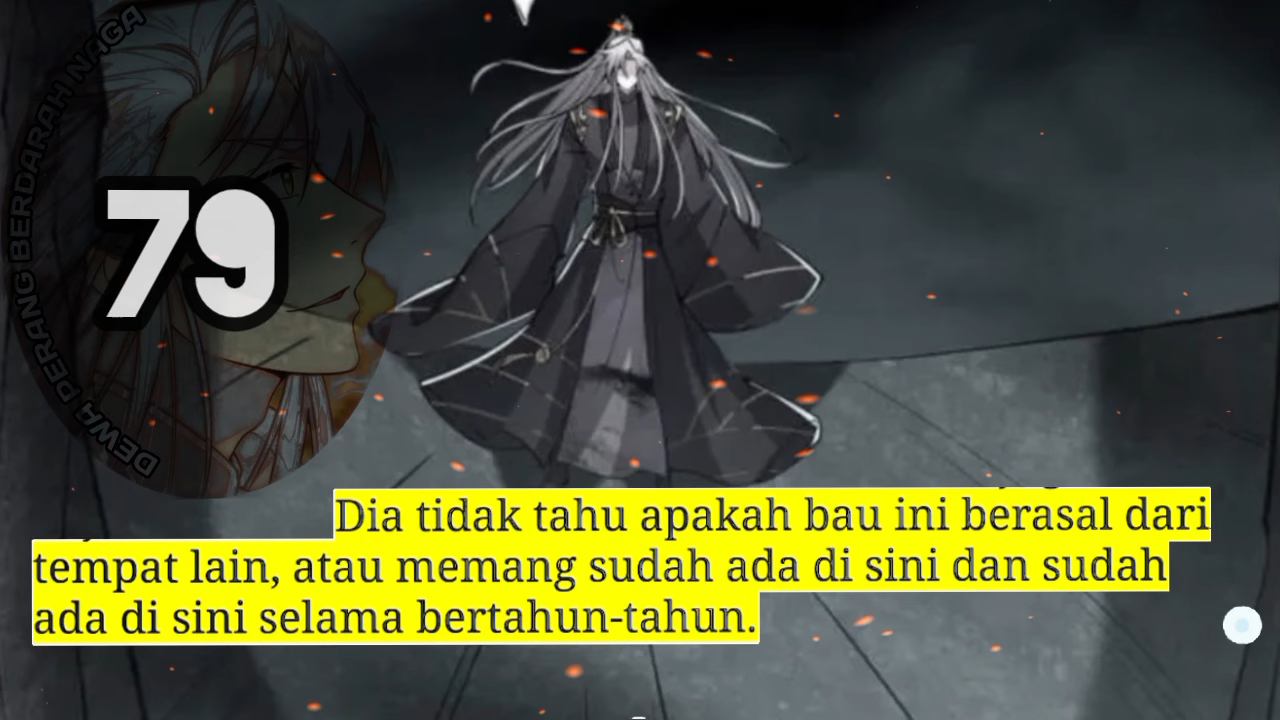 DEWA PERANG BERDARAH NAGA
79
Dia tidak tahu apakah bau ini berasal dari
tempat lain, atau memang sudah ada di sini dan sudah
ada di sini selama bertahun-tahun.